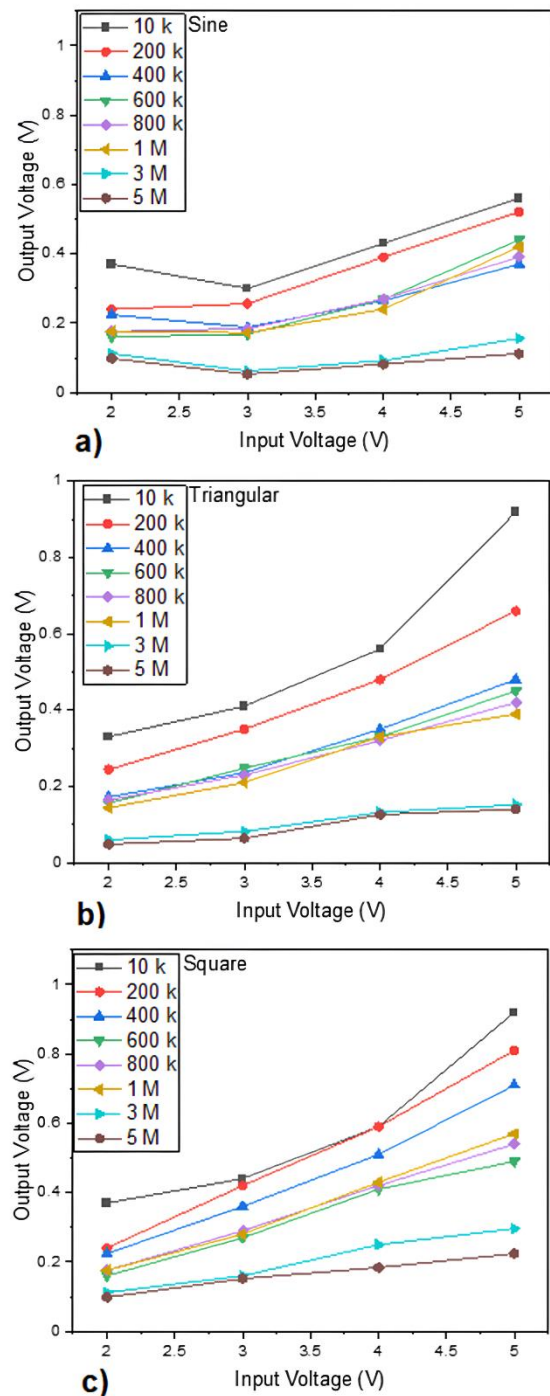 Sine
10 k
200 k
400 k
600 k
800 k
1 M
3 M
5 M
1
0.8
0.6
0.4
0.2
0
Output Voltage (V)
2 2.5 3 3.5 4 4.5 5
Input Voltage (V)
a)
Triangular
10 k
200 k
400 k
600 k
800 k
1 M
3 M
5 M
1
0.8
0.6
0.4
0.2
0
Output Voltage (V)
2 2.5 3 3.5 4 4.5 5
Input Voltage (V)
b)
Square
10 k
200 k
400 k
600 k
800 k
1 M
3 M
5 M
1
0.8
0.6
0.4
0.2
0
Output Voltage (V)
2 2.5 3 3.5 4 4.5 5
Input Voltage (V)
c)